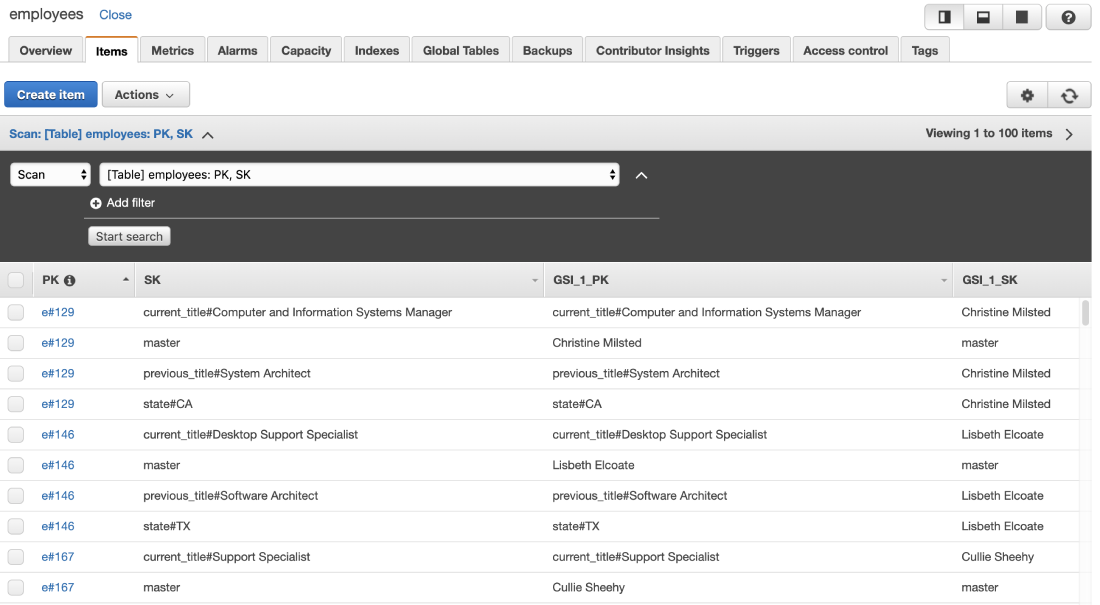 employees Close
Overview Items Metrics Alarms Capacity Indexes Global Tables Backups Contributor Insights Triggers Access control Tags
Create item Actions
Scan: [Table] employees: PK, SK Viewing 1 to 100 items
Scan [Table] employees: PK, SK
Add filter
Start search
PK SK GSI_1_PK GSI_1_SK
e#129 current_title#Computer and Information Systems Manager current_title#Computer and Information Systems Manager Christine Milsted
e#129 master Christine Milsted master
e#129 previous_title#System Architect previous_title#System Architect Christine Milsted
e#129 state#CA state#CA Christine Milsted
e#146 current_title#Desktop Support Specialist current_title#Desktop Support Specialist Lisbeth Elcoate
e#146 master Lisbeth Elcoate master
e#146 previous_title#Software Architect previous_title#Software Architect Lisbeth Elcoate
e#146 state#TX state#TX Lisbeth Elcoate
e#167 current_title#Support Specialist current_title#Support Specialist Cullie Sheehy
e#167 master Cullie Sheehy master